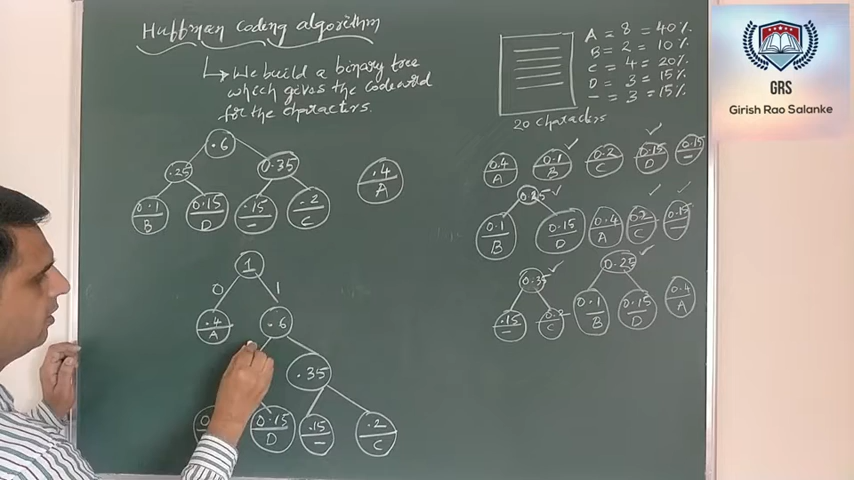 Huffman coding algorithm
We build a binary tree
which gives the codeword
for the characters.
20 characters
A = 8 = 40%.
B = 2 = 10%.
C = 4 = 20%.
D = 3 = 15%.
— = 3 = 15%
GRS
Girish Rao Salanke
0.4 A
0.1 B
0.2 C
0.15 D
0.15 —
0.25
0.1 B
0.15 D
0.4 A
0.2 C
0.15 —
0.35
0.25
.15 —
0.2 C
0.1 B
0.15 D
0.4 A
.6
.25
0.35
0.1 B
0.15 D
.15 —
.2 C
.4 A
1
0
1
.4 A
.6
.35
0.15 D
.15 —
.2 C